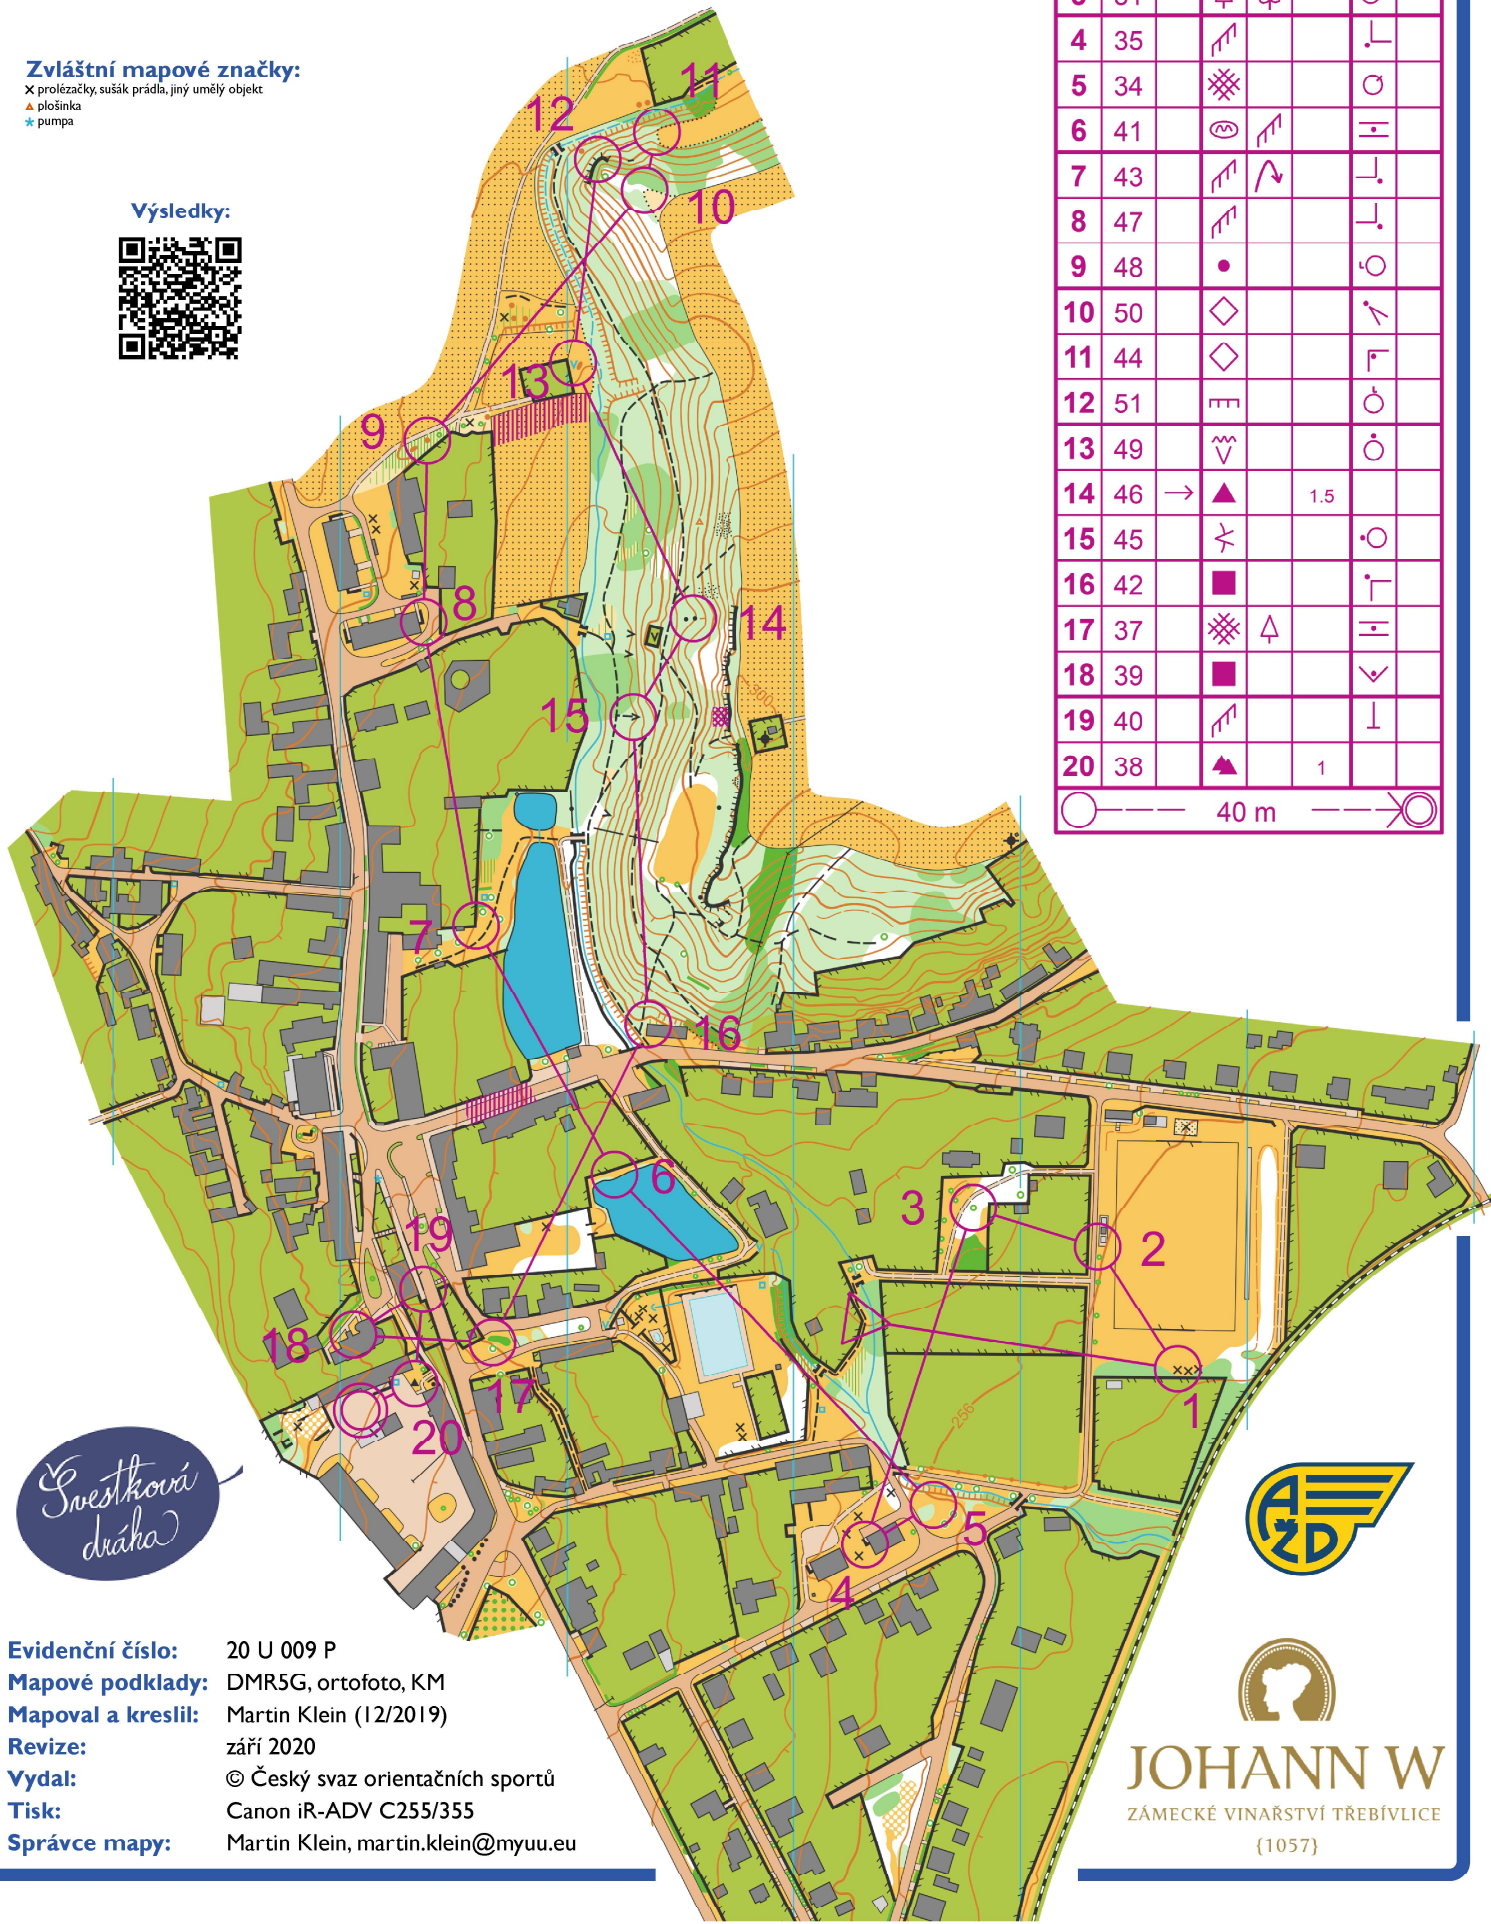 Zvláštní mapové značky:
prolézačky, sušák prádla, jiný umělý objekt
plošinka
pumpa
Výsledky:
4 35
5 34
6 41
7 43
8 47
9 48
10 50
11 44
12 51
13 49
14 46 1.5
15 45
16 42
17 37
18 39
19 40
20 38 1
40 m
11
12
10
13
9
8
14
300
15
7
16
6
3
2
19
18
17
1
256
20
5
4
Švestková
dráha
AŽD
Evidenční číslo: 20 U 009 P
Mapové podklady: DMR5G, ortofoto, KM
Mapoval a kreslil: Martin Klein (12/2019)
Revize: září 2020
Vydal: © Český svaz orientačních sportů
Tisk: Canon iR-ADV C255/355
Správce mapy: Martin Klein, martin.klein@myuu.eu
JOHANN W
ZÁMECKÉ VINAŘSTVÍ TŘEBÍVLICE
{1057}